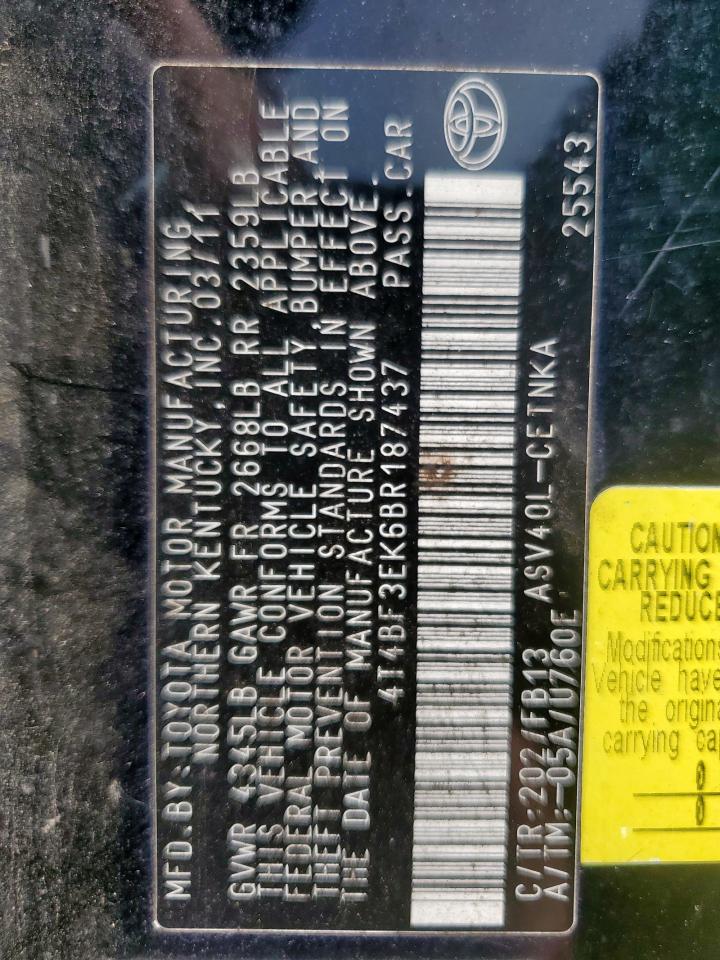 MFD.BY:TOYOTA MOTOR MANUFACTURING,
NORTHERN KENTUCKY,INC.03/11
GVWR 4345LB GAWR FR 2668LB RR 2359LB
THIS VEHICLE CONFORMS TO ALL APPLICABLE
FEDERAL MOTOR VEHICLE SAFETY, BUMPER AND
THEFT PREVENTION STANDARDS IN EFFECT ON
THE DATE OF MANUFACTURE SHOWN ABOVE.
4T4BF3EK6BR187437 PASS.CAR
C/TR:202/FB13 ASV40L-CETNKA 25543
A/TM:-05A/U760E
CAUTION
CARRYING
REDUCE
Modifications
Vehicle have
the origina
carrying cap
0
0